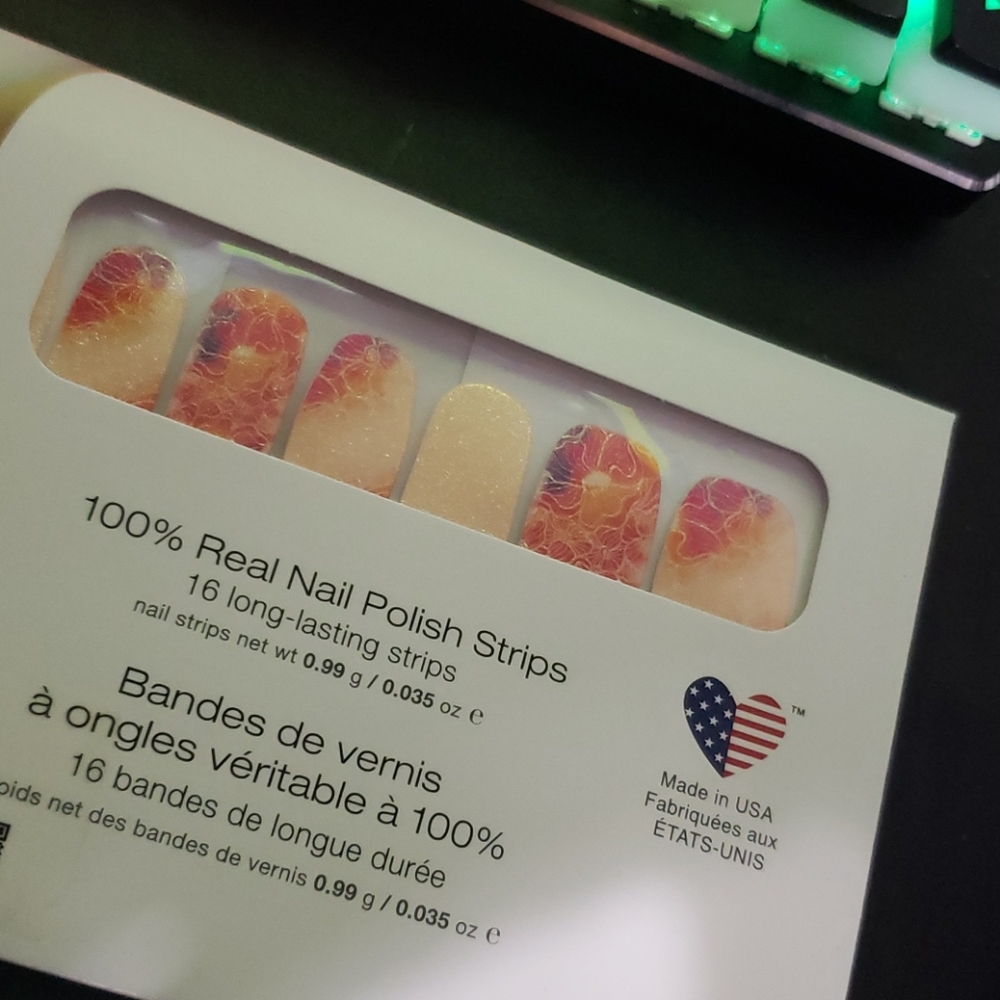 100% Real Nail Polish Strips
16 long-lasting strips
nail strips net wt 0.99 g / 0.035 oz ℮
Bandes de vernis
à ongles véritable à 100%
16 bandes de longue durée
net des bandes de vernis 0.99 g / 0.035 oz ℮
™
Made in USA
Fabriquées aux
ÉTATS-UNIS